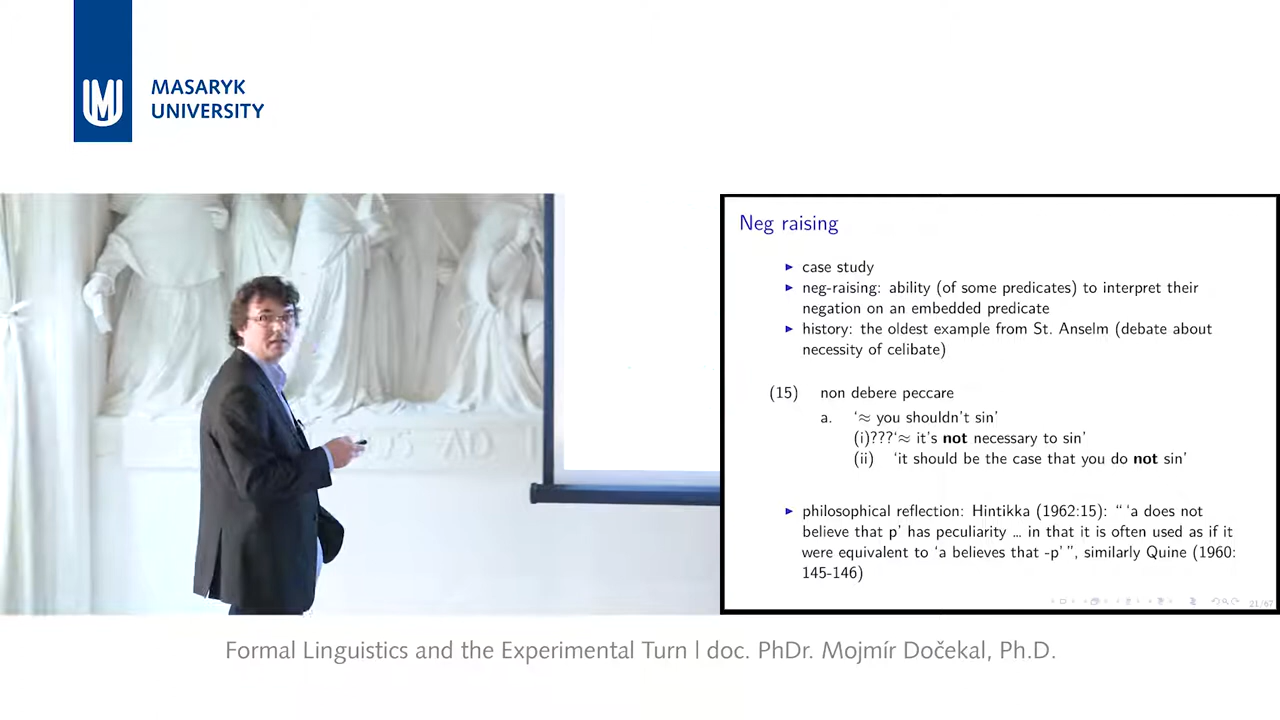 MASARYK
UNIVERSITY
Neg raising
case study
neg-raising: ability (of some predicates) to interpret their
negation on an embedded predicate
history: the oldest example from St. Anselm (debate about
necessity of celibate)
(15) non debere peccare
a. ‘≈ you shouldn't sin’
(i)???‘≈ it's not necessary to sin’
(ii) ‘it should be the case that you do not sin’
philosophical reflection: Hintikka (1962:15): “ ‘a does not
believe that p’ has peculiarity … in that it is often used as if it
were equivalent to ‘a believes that -p’ ”, similarly Quine (1960:
145-146)
21/67
Formal Linguistics and the Experimental Turn | doc. PhDr. Mojmír Dočekal, Ph.D.